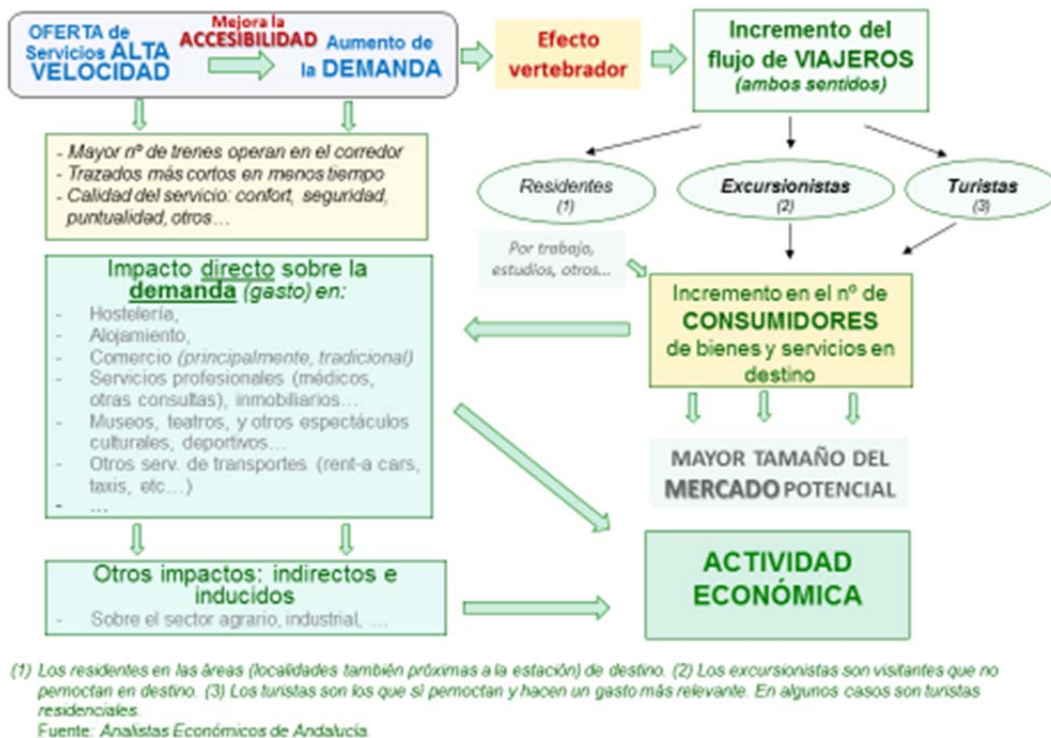 OFERTA de
Servicios ALTA
VELOCIDAD
Mejora la
ACCESIBILIDAD
Aumento de
la DEMANDA
Efecto
vertebrador
Incremento del
flujo de VIAJEROS
(ambos sentidos)
- Mayor nº de trenes operan en el corredor
- Trazados más cortos en menos tiempo
- Calidad del servicio: confort, seguridad,
puntualidad, otros…
Residentes
(1)
Excursionistas
(2)
Turistas
(3)
Por trabajo,
estudios, otros...
Impacto directo sobre la
demanda (gasto) en:
- Hostelería,
- Alojamiento,
- Comercio (principalmente, tradicional)
- Servicios profesionales (médicos,
otras consultas), inmobiliarios…
- Museos, teatros, y otros espectáculos
culturales, deportivos…
- Otros serv. de transportes (rent-a cars,
taxis, etc…)
- …
Incremento en el nº de
CONSUMIDORES
de bienes y servicios en
destino
MAYOR TAMAÑO DEL
MERCADO POTENCIAL
Otros impactos: indirectos e
inducidos
- Sobre el sector agrario, industrial, …
ACTIVIDAD
ECONÓMICA
(1) Los residentes en las áreas (localidades también próximas a la estación) de destino. (2) Los excursionistas son visitantes que no
pernoctan en destino. (3) Los turistas son los que sí pernoctan y hacen un gasto más relevante. En algunos casos son turistas
residenciales.
Fuente: Analistas Económicos de Andalucía.